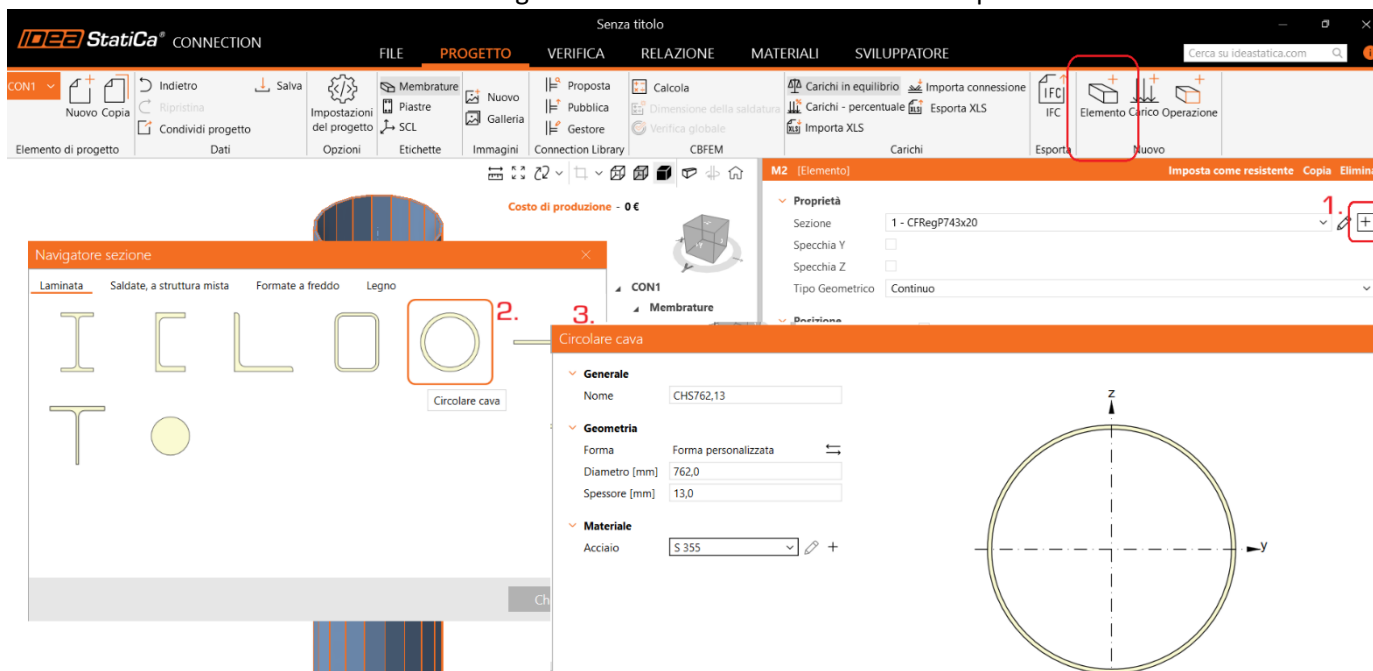 Senza titolo
IDEA StatiCa® CONNECTION
FILE PROGETTO VERIFICA RELAZIONE MATERIALI SVILUPPATORE
Cerca su ideastatica.com
CON1 Nuovo Copia
Indietro Salva
Ripristina
Condividi progetto
Impostazioni del progetto
Membrature
Piastre
SCL
Nuovo
Galleria
Proposta
Pubblica
Gestore
Calcola
Dimensione della saldatura
Verifica globale
Carichi in equilibrio Importa connessione
Carichi - percentuale Esporta XLS
Importa XLS
IFC
IFC
Elemento Carico Operazione
Elemento di progetto Dati Opzioni Etichette Immagini Connection Library CBFEM Carichi Esporta Nuovo
Costo di produzione - 0 €
M2 [Elemento] Imposta come resistente Copia Elimina
Proprietà
1.
Sezione 1 - CFRegP743x20
Specchia Y
Specchia Z
Tipo Geometrico Continuo
Posizione
CON1
Membrature
Navigatore sezione
Laminata Saldate, a struttura mista Formate a freddo Legno
2.
Circolare cava
3.
Circolare cava
Generale
Nome CHS762,13
Geometria
Forma Forma personalizzata
Diametro [mm] 762,0
Spessore [mm] 13,0
Materiale
Acciaio S 355
z
y